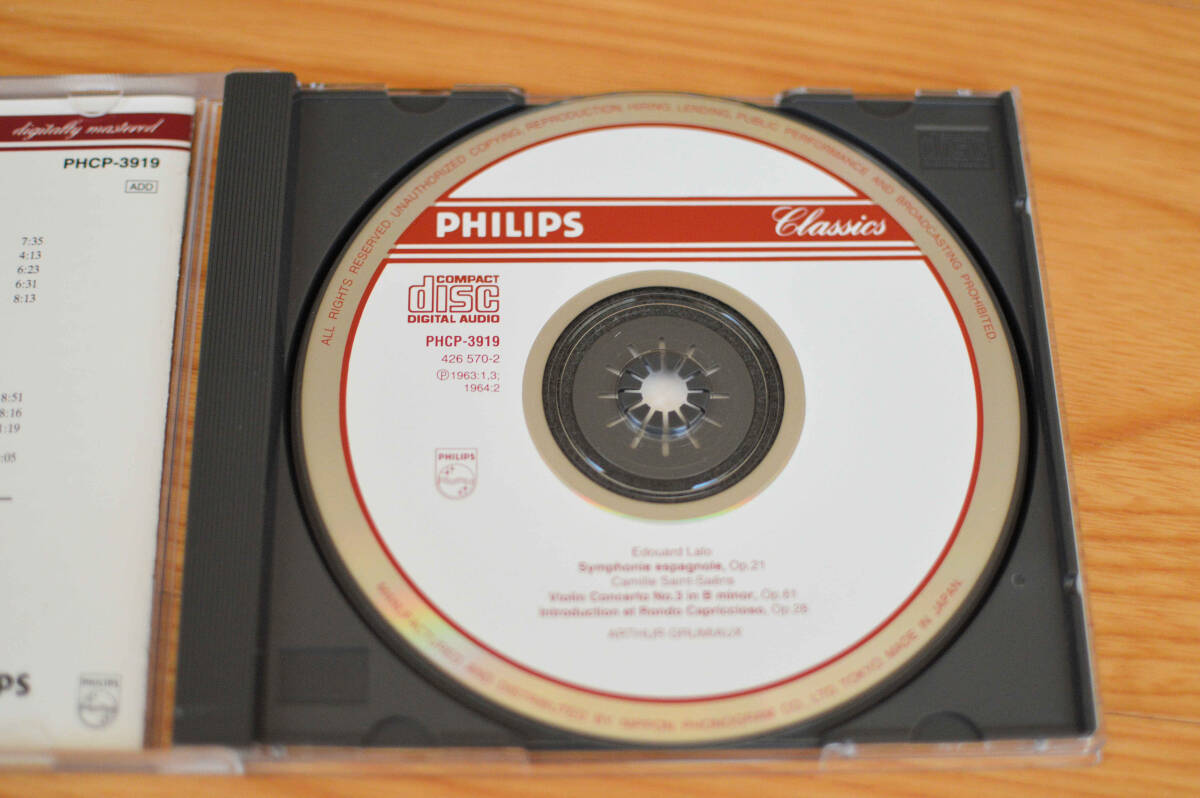 digitally mastered
PHCP-3919
ADD
7:35
4:13
6:23
6:31
8:13
8:51
8:16
1:19
:05
PS
PHILIPS
ALL RIGHTS RESERVED. UNAUTHORIZED COPYING, REPRODUCTION, HIRING, LENDING, PUBLIC PERFORMANCE AND BROADCASTING PROHIBITED.
PHILIPS Classics
COMPACT
disc
DIGITAL AUDIO
PHCP-3919
426 570-2
℗1963:1,3;
1964:2
PHILIPS
Edouard Lalo
Symphonie espagnole, Op.21
Camille Saint-Saëns
Violin Concerto No.3 in B minor, Op.61
Introduction et Rondo Capriccioso, Op.28
ARTHUR GRUMIAUX
MANUFACTURED AND DISTRIBUTED BY NIPPON PHONOGRAM CO., LTD. TOKYO. MADE IN JAPAN.